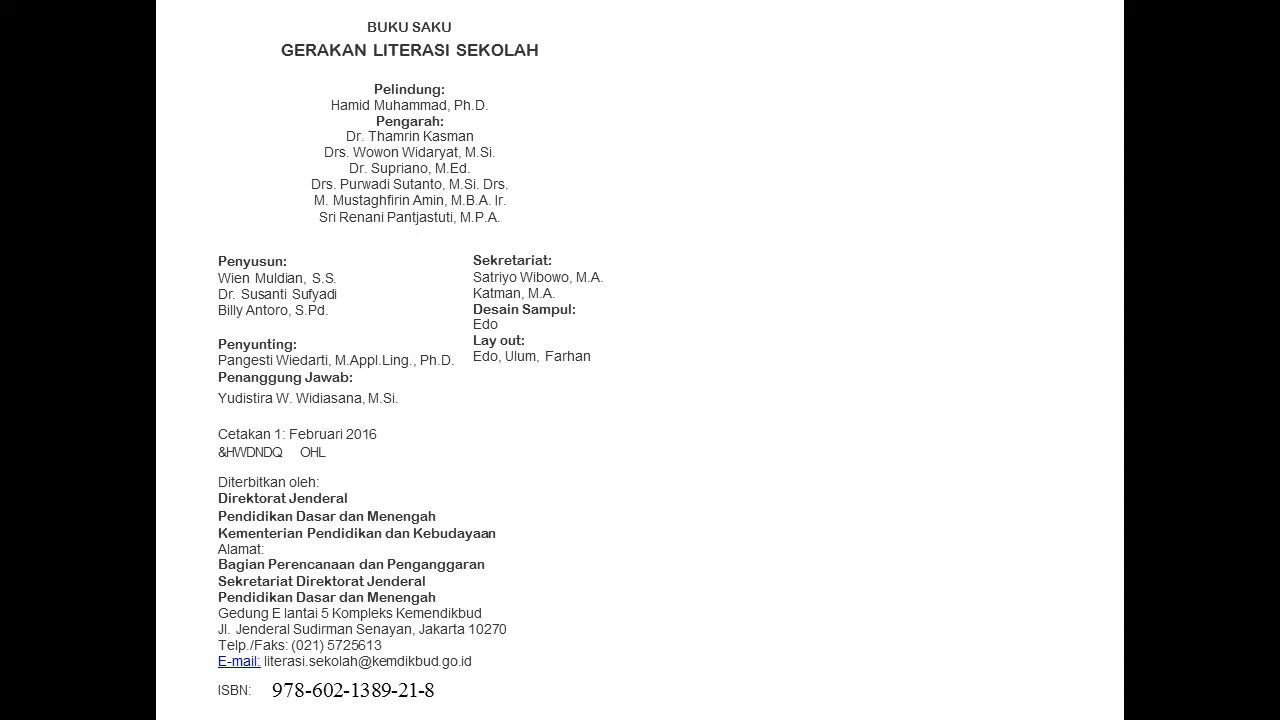 BUKU SAKU
GERAKAN LITERASI SEKOLAH
Pelindung:
Hamid Muhammad, Ph.D.
Pengarah:
Dr. Thamrin Kasman
Drs. Wowon Widaryat, M.Si.
Dr. Supriano, M.Ed.
Drs. Purwadi Sutanto, M.Si. Drs.
M. Mustaghfirin Amin, M.B.A. Ir.
Sri Renani Pantjastuti, M.P.A.
Penyusun:
Wien Muldian, S.S.
Dr. Susanti Sufyadi
Billy Antoro, S.Pd.
Penyunting:
Pangesti Wiedarti, M.Appl.Ling., Ph.D.
Penanggung Jawab:
Yudistira W. Widiasana, M.Si.
Sekretariat:
Satriyo Wibowo, M.A.
Katman, M.A.
Desain Sampul:
Edo
Lay out:
Edo, Ulum, Farhan
Cetakan 1: Februari 2016
&HWDNDQ OHL
Diterbitkan oleh:
Direktorat Jenderal
Pendidikan Dasar dan Menengah
Kementerian Pendidikan dan Kebudayaan
Alamat:
Bagian Perencanaan dan Penganggaran
Sekretariat Direktorat Jenderal
Pendidikan Dasar dan Menengah
Gedung E lantai 5 Kompleks Kemendikbud
Jl. Jenderal Sudirman Senayan, Jakarta 10270
Telp./Faks: (021) 5725613
E-mail: literasi.sekolah@kemdikbud.go.id
ISBN: 978-602-1389-21-8